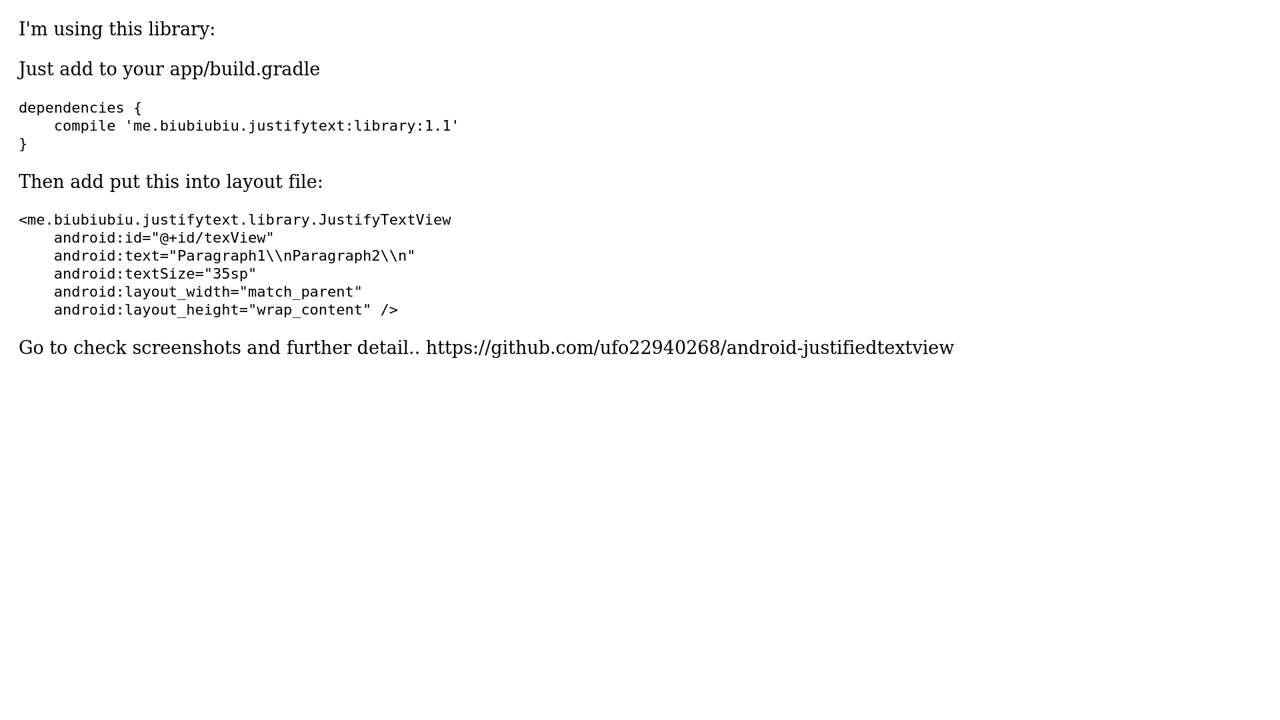 I'm using this library:
Just add to your app/build.gradle
dependencies {
    compile 'me.biubiubiu.justifytext:library:1.1'
}
Then add put this into layout file:
<me.biubiubiu.justifytext.library.JustifyTextView
    android:id="@+id/texView"
    android:text="Paragraph1\\nParagraph2\\n"
    android:textSize="35sp"
    android:layout_width="match_parent"
    android:layout_height="wrap_content" />
Go to check screenshots and further detail.. https://github.com/ufo22940268/android-justifiedtextview